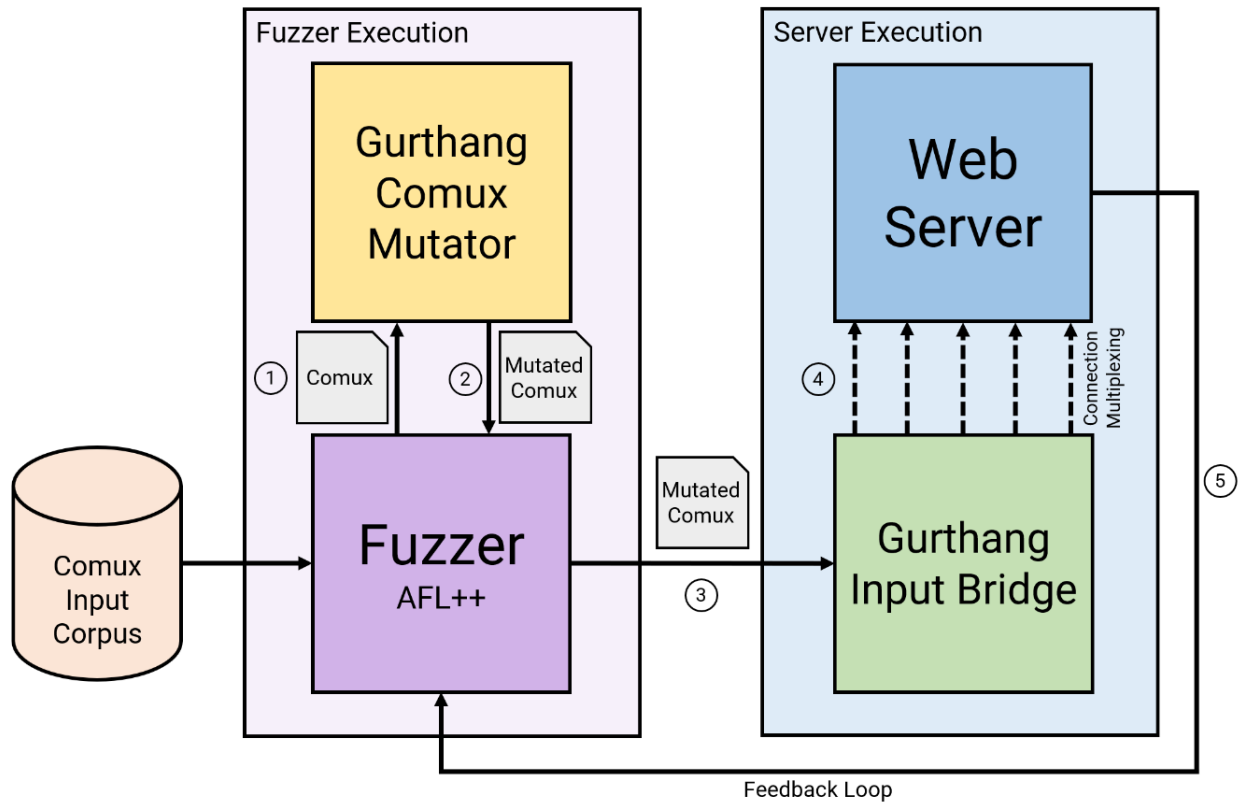 Fuzzer Execution
Gurthang
Comux
Mutator
1
Comux
2
Mutated
Comux
Comux
Input
Corpus
Fuzzer
AFL++
Mutated
Comux
3
Server Execution
Web
Server
4
Connection
Multiplexing
Gurthang
Input Bridge
5
Feedback Loop